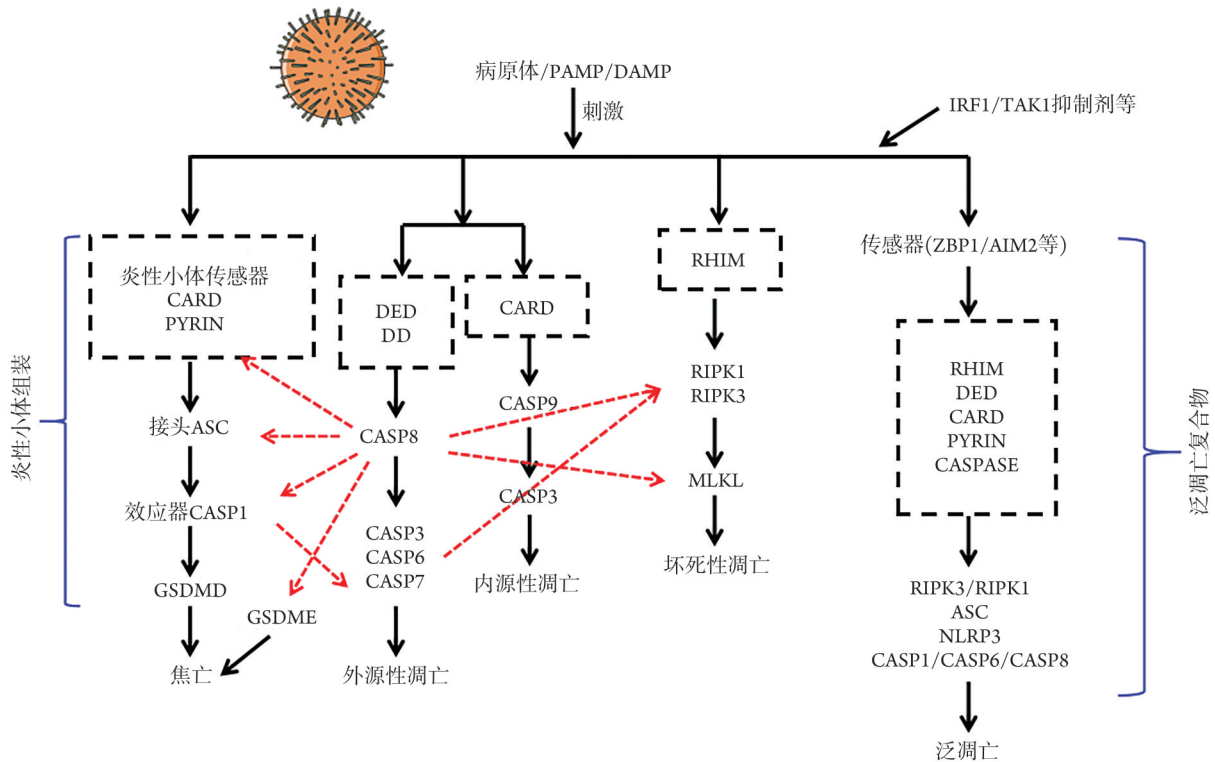 病原体/PAMP/DAMP
刺激
IRF1/TAK1抑制剂等
炎性小体组装
炎性小体传感器
CARD
PYRIN
接头ASC
效应器CASP1
GSDMD
GSDME
焦亡
DED
DD
CASP8
CASP3
CASP6
CASP7
外源性凋亡
CARD
CASP9
CASP3
内源性凋亡
RHIM
RIPK1
RIPK3
MLKL
坏死性凋亡
传感器(ZBP1/AIM2等)
RHIM
DED
CARD
PYRIN
CASPASE
RIPK3/RIPK1
ASC
NLRP3
CASP1/CASP6/CASP8
泛凋亡
泛凋亡复合物